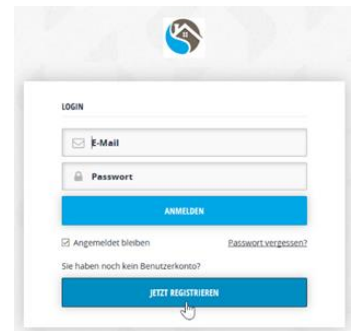 LOGIN
E-Mail
Passwort
ANMELDEN
Angemeldet bleiben Passwort vergessen?
Sie haben noch kein Benutzerkonto?
JETZT REGISTRIEREN